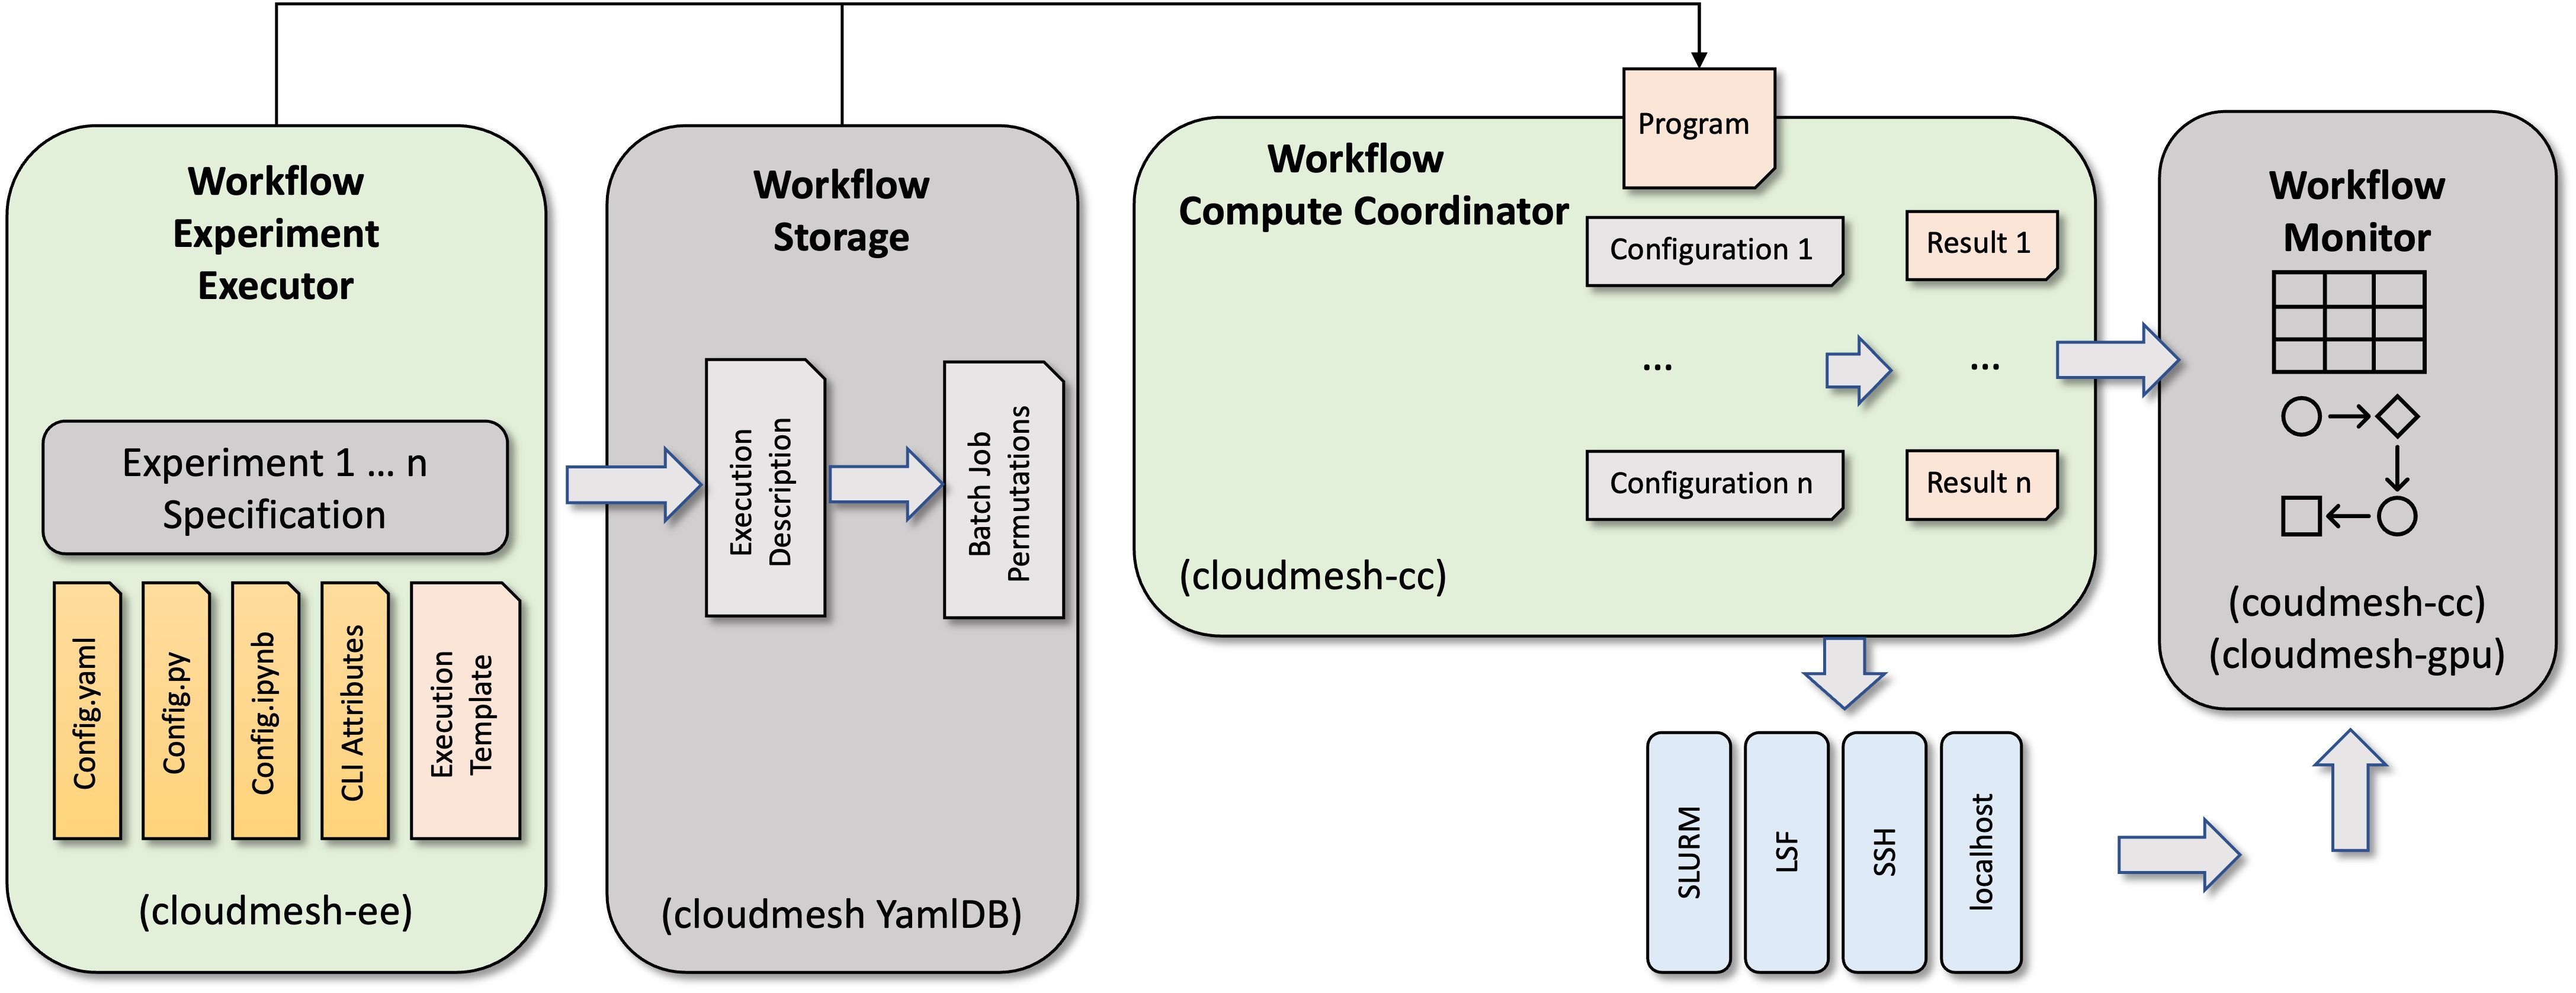 Workflow
Experiment
Executor
Experiment 1 ... n
Specification
Config.yaml
Config.py
Config.ipynb
CLI Attributes
Execution
Template
(cloudmesh-ee)
Workflow
Storage
Execution
Description
Batch Job
Permutations
(cloudmesh YamlDB)
Program
Workflow
Compute Coordinator
Configuration 1
Result 1
...
...
Configuration n
Result n
(cloudmesh-cc)
SLURM
LSF
SSH
localhost
Workflow
Monitor
(coudmesh-cc)
(cloudmesh-gpu)